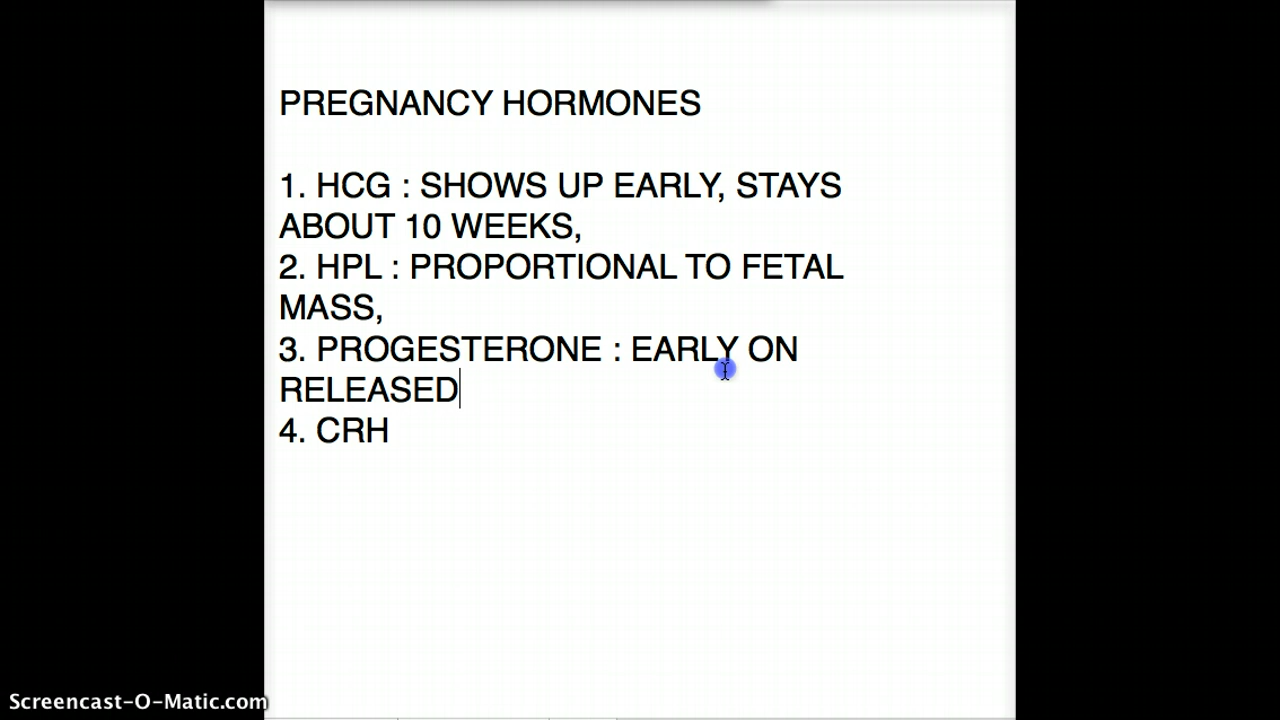 PREGNANCY HORMONES
1. HCG : SHOWS UP EARLY, STAYS
ABOUT 10 WEEKS,
2. HPL : PROPORTIONAL TO FETAL
MASS,
3. PROGESTERONE : EARLY ON
RELEASED
4. CRH
Screencast-O-Matic.com